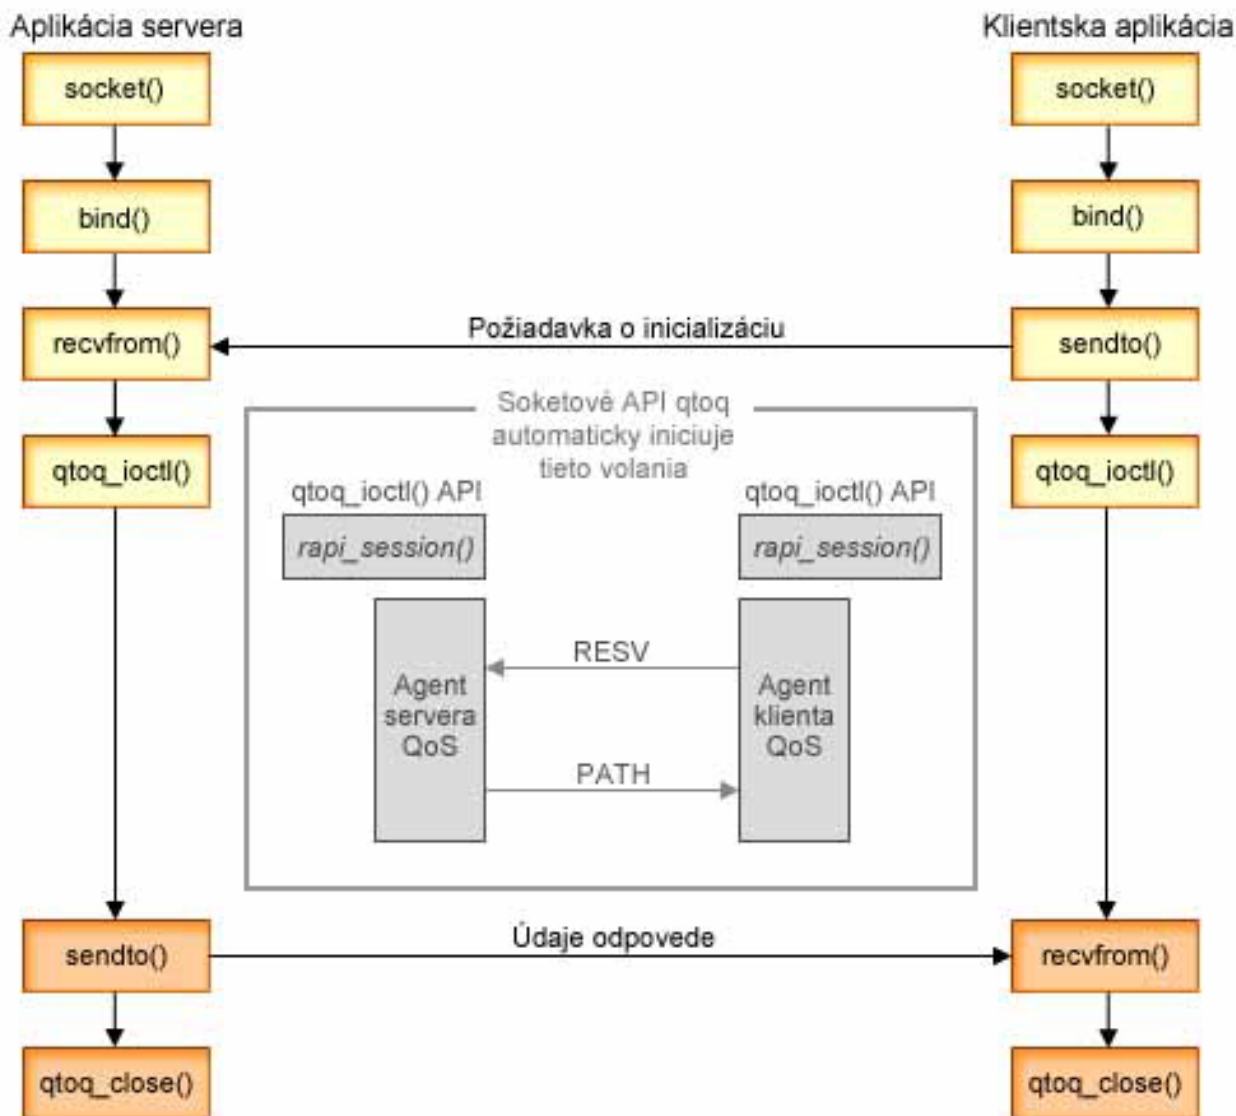 Aplikácia servera
Klientska aplikácia
socket()
socket()
bind()
bind()
recvfrom()
Požiadavka o inicializáciu
sendto()
qtoq_ioctl()
Soketové API qtoq
automaticky iniciuje
tieto volania
qtoq_ioctl()
qtoq_ioctl() API
qtoq_ioctl() API
rapi_session()
rapi_session()
RESV
Agent
servera
QoS
Agent
klienta
QoS
PATH
sendto()
Údaje odpovede
recvfrom()
qtoq_close()
qtoq_close()